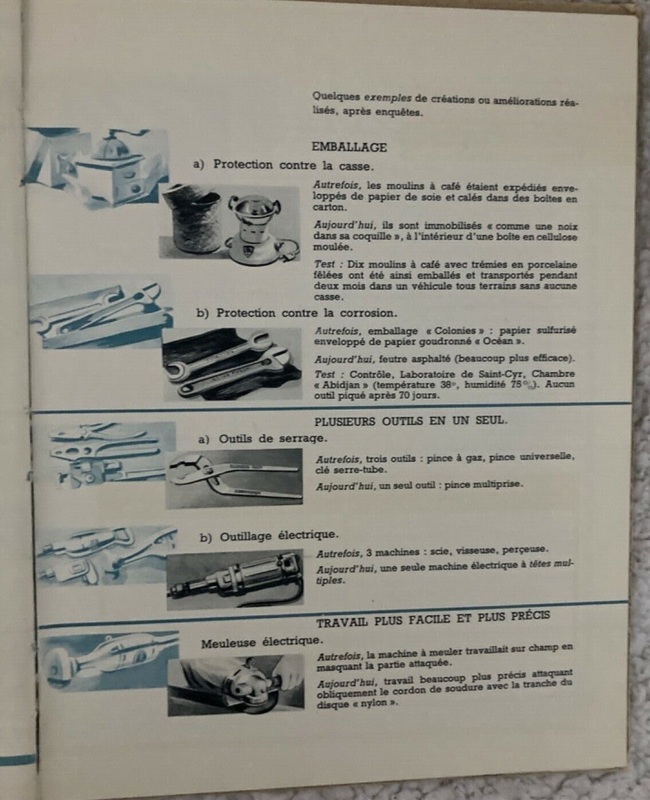 Quelques exemples de créations ou améliorations réa-
lisés, après enquêtes.
EMBALLAGE
a) Protection contre la casse.
Autrefois, les moulins à café étaient expédiés enve-
loppés de papier de soie et calés dans des boîtes en
carton.
Aujourd'hui, ils sont immobilisés « comme une noix
dans sa coquille », à l'intérieur d'une boîte en cellulose
moulée.
Test : Dix moulins à café avec trémies en porcelaine
fêlées ont été ainsi emballés et transportés pendant
deux mois dans un véhicule tous terrains sans aucune
casse.
b) Protection contre la corrosion.
Autrefois, emballage « Colonies » : papier sulfurisé
enveloppé de papier goudronné « Océan ».
Aujourd'hui, feutre asphalté (beaucoup plus efficace).
Test : Contrôle, Laboratoire de Saint-Cyr, Chambre
« Abidjan » (température 38°, humidité 75 %). Aucun
outil piqué après 70 jours.
PLUSIEURS OUTILS EN UN SEUL.
a) Outils de serrage.
Autrefois, trois outils : pince à gaz, pince universelle,
clé serre-tube.
Aujourd'hui, un seul outil : pince multiprise.
b) Outillage électrique.
Autrefois, 3 machines : scie, visseuse, perçeuse.
Aujourd'hui, une seule machine électrique à têtes mul-
tiples.
TRAVAIL PLUS FACILE ET PLUS PRÉCIS
Meuleuse électrique.
Autrefois, la machine à meuler travaillait sur champ en
masquant la partie attaquée.
Aujourd'hui, travail beaucoup plus précis attaquant
obliquement le cordon de soudure avec la tranche du
disque « nylon ».